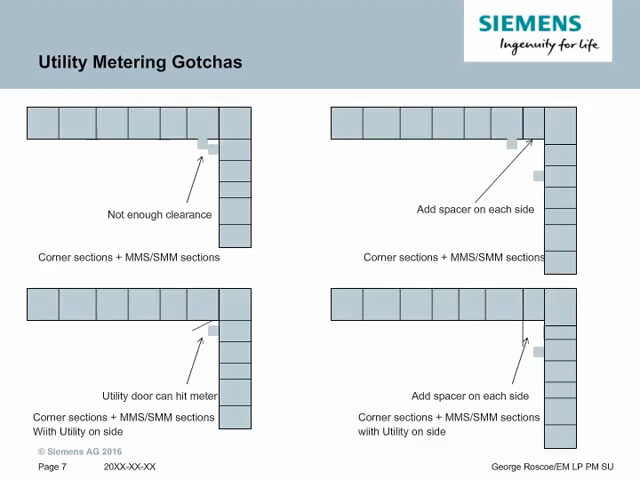 SIEMENS
Ingenuity for life
Utility Metering Gotchas
Not enough clearance
Corner sections + MMS/SMM sections
Add spacer on each side
Corner sections + MMS/SMM sections
Utility door can hit meter
Corner sections + MMS/SMM sections
Wiith Utility on side
Add spacer on each side
Corner sections + MMS/SMM sections
wiith Utility on side
© Siemens AG 2016
Page 7 20XX-XX-XX George Roscoe/EM LP PM SU